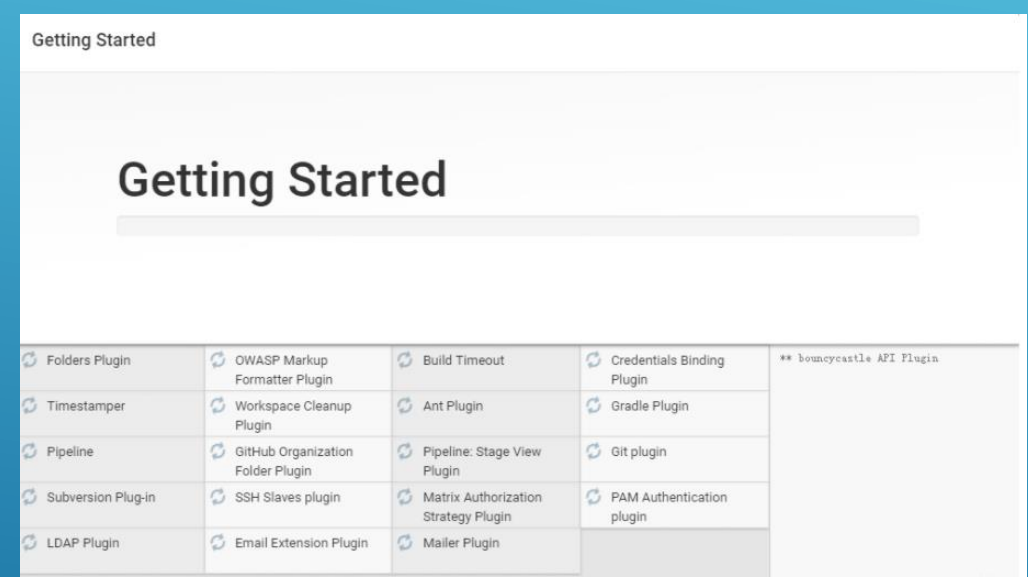 Getting Started
Getting Started
Folders Plugin
OWASP Markup
Formatter Plugin
Build Timeout
Credentials Binding
Plugin
** bouncycastle API Plugin
Timestamper
Workspace Cleanup
Plugin
Ant Plugin
Gradle Plugin
Pipeline
GitHub Organization
Folder Plugin
Pipeline: Stage View
Plugin
Git plugin
Subversion Plug-in
SSH Slaves plugin
Matrix Authorization
Strategy Plugin
PAM Authentication
plugin
LDAP Plugin
Email Extension Plugin
Mailer Plugin